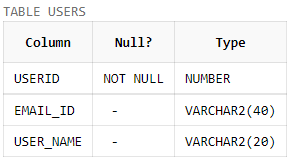 TABLE USERS
Column Null? Type
USERID NOT NULL NUMBER
EMAIL_ID - VARCHAR2(40)
USER_NAME - VARCHAR2(20)